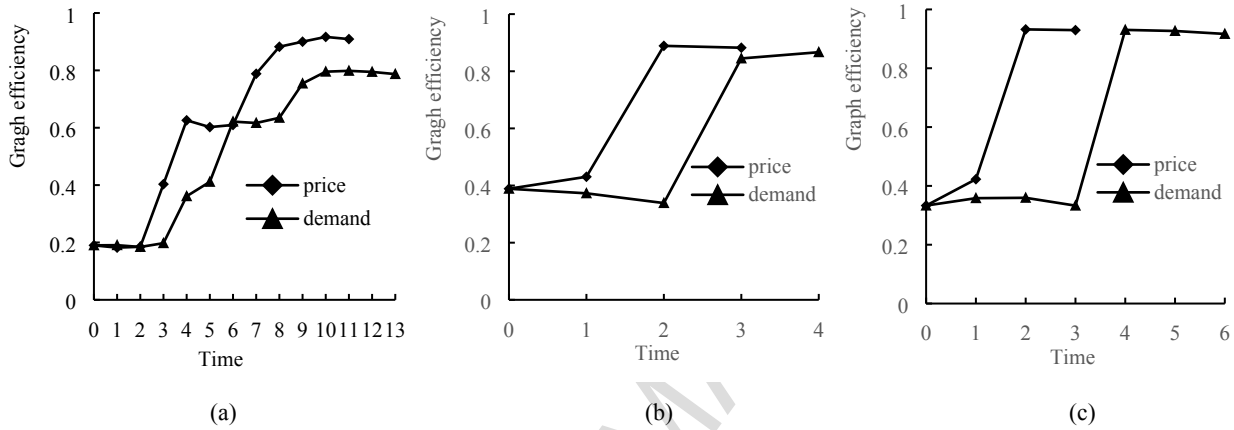 1
0.8
0.6
0.4
0.2
0
Gragh efficiency
price
demand
0 1 2 3 4 5 6 7 8 9 10 11 12 13
Time
(a)
1
0.8
0.6
0.4
0.2
0
Gragh efficiency
price
demand
0 1 2 3 4
Time
(b)
1
0.8
0.6
0.4
0.2
0
Graph efficiency
price
demand
0 1 2 3 4 5 6
Time
(c)